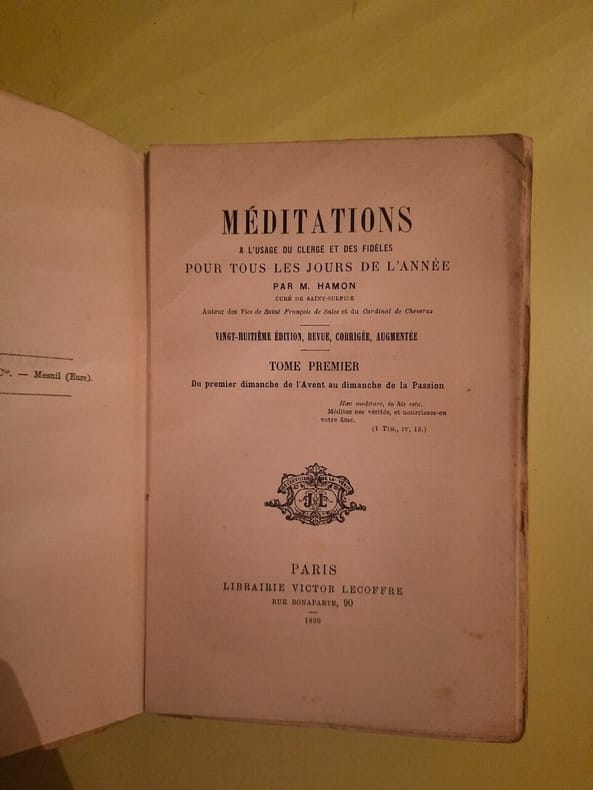 Cie. — Mesnil (Eure).
MÉDITATIONS
A L'USAGE DU CLERGÉ ET DES FIDÈLES
POUR TOUS LES JOURS DE L'ANNÉE
PAR M. HAMON
CURÉ DE SAINT-SULPICE
Auteur des Vies de Saint François de Sales et du Cardinal de Cheverus
VINGT-HUITIÈME ÉDITION, REVUE, CORRIGÉE, AUGMENTÉE
TOME PREMIER
Du premier dimanche de l'Avent au dimanche de la Passion
Hæc meditare, in his esto.
Méditez ces vérités, et nourrissez-en
votre âme.
(1 TIM., IV, 15.)
PARIS
LIBRAIRIE VICTOR LECOFFRE
RUE BONAPARTE, 90
1899